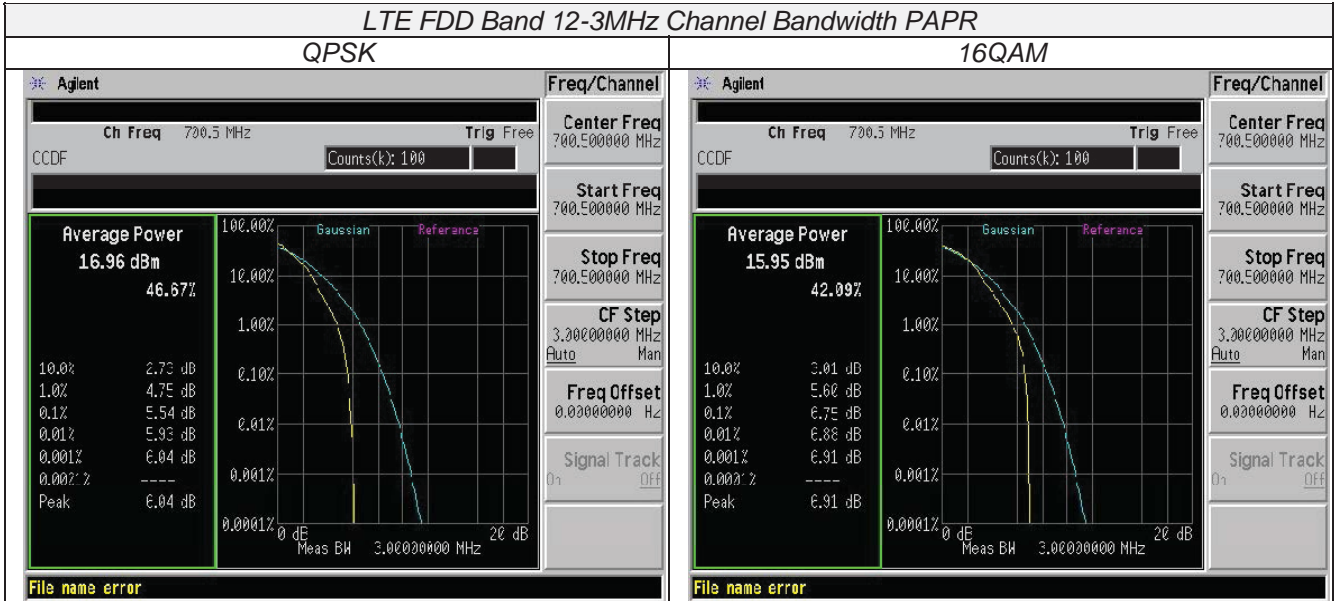 LTE FDD Band 12-3MHz Channel Bandwidth PAPR
QPSK
16QAM
Agilent
Freq/Channel
Ch Freq 700.5 MHz
Trig Free
CCDF
Counts(k): 100
Center Freq
700.500000 MHz
Start Freq
700.500000 MHz
Stop Freq
700.500000 MHz
CF Step
3.00000000 MHz
Auto Man
Freq Offset
0.00000000 Hz
Signal Track
On Off
Average Power
16.96 dBm
46.67%
10.0% 2.73 dB
1.0% 4.75 dB
0.1% 5.54 dB
0.01% 5.93 dB
0.001% 6.04 dB
0.0001% ----
Peak 6.04 dB
100.00%
Gaussian
Reference
10.00%
1.00%
0.10%
0.01%
0.001%
0.0001%
0 dB
20 dB
Meas BW 3.00000000 MHz
File name error
Agilent
Freq/Channel
Ch Freq 700.5 MHz
Trig Free
CCDF
Counts(k): 100
Center Freq
700.500000 MHz
Start Freq
700.500000 MHz
Stop Freq
700.500000 MHz
CF Step
3.00000000 MHz
Auto Man
Freq Offset
0.00000000 Hz
Signal Track
On Off
Average Power
15.95 dBm
42.09%
10.0% 3.01 dB
1.0% 5.60 dB
0.1% 6.75 dB
0.01% 6.88 dB
0.001% 6.91 dB
0.0001% ----
Peak 6.91 dB
100.00%
Gaussian
Reference
10.00%
1.00%
0.10%
0.01%
0.001%
0.0001%
0 dB
20 dB
Meas BW 3.00000000 MHz
File name error